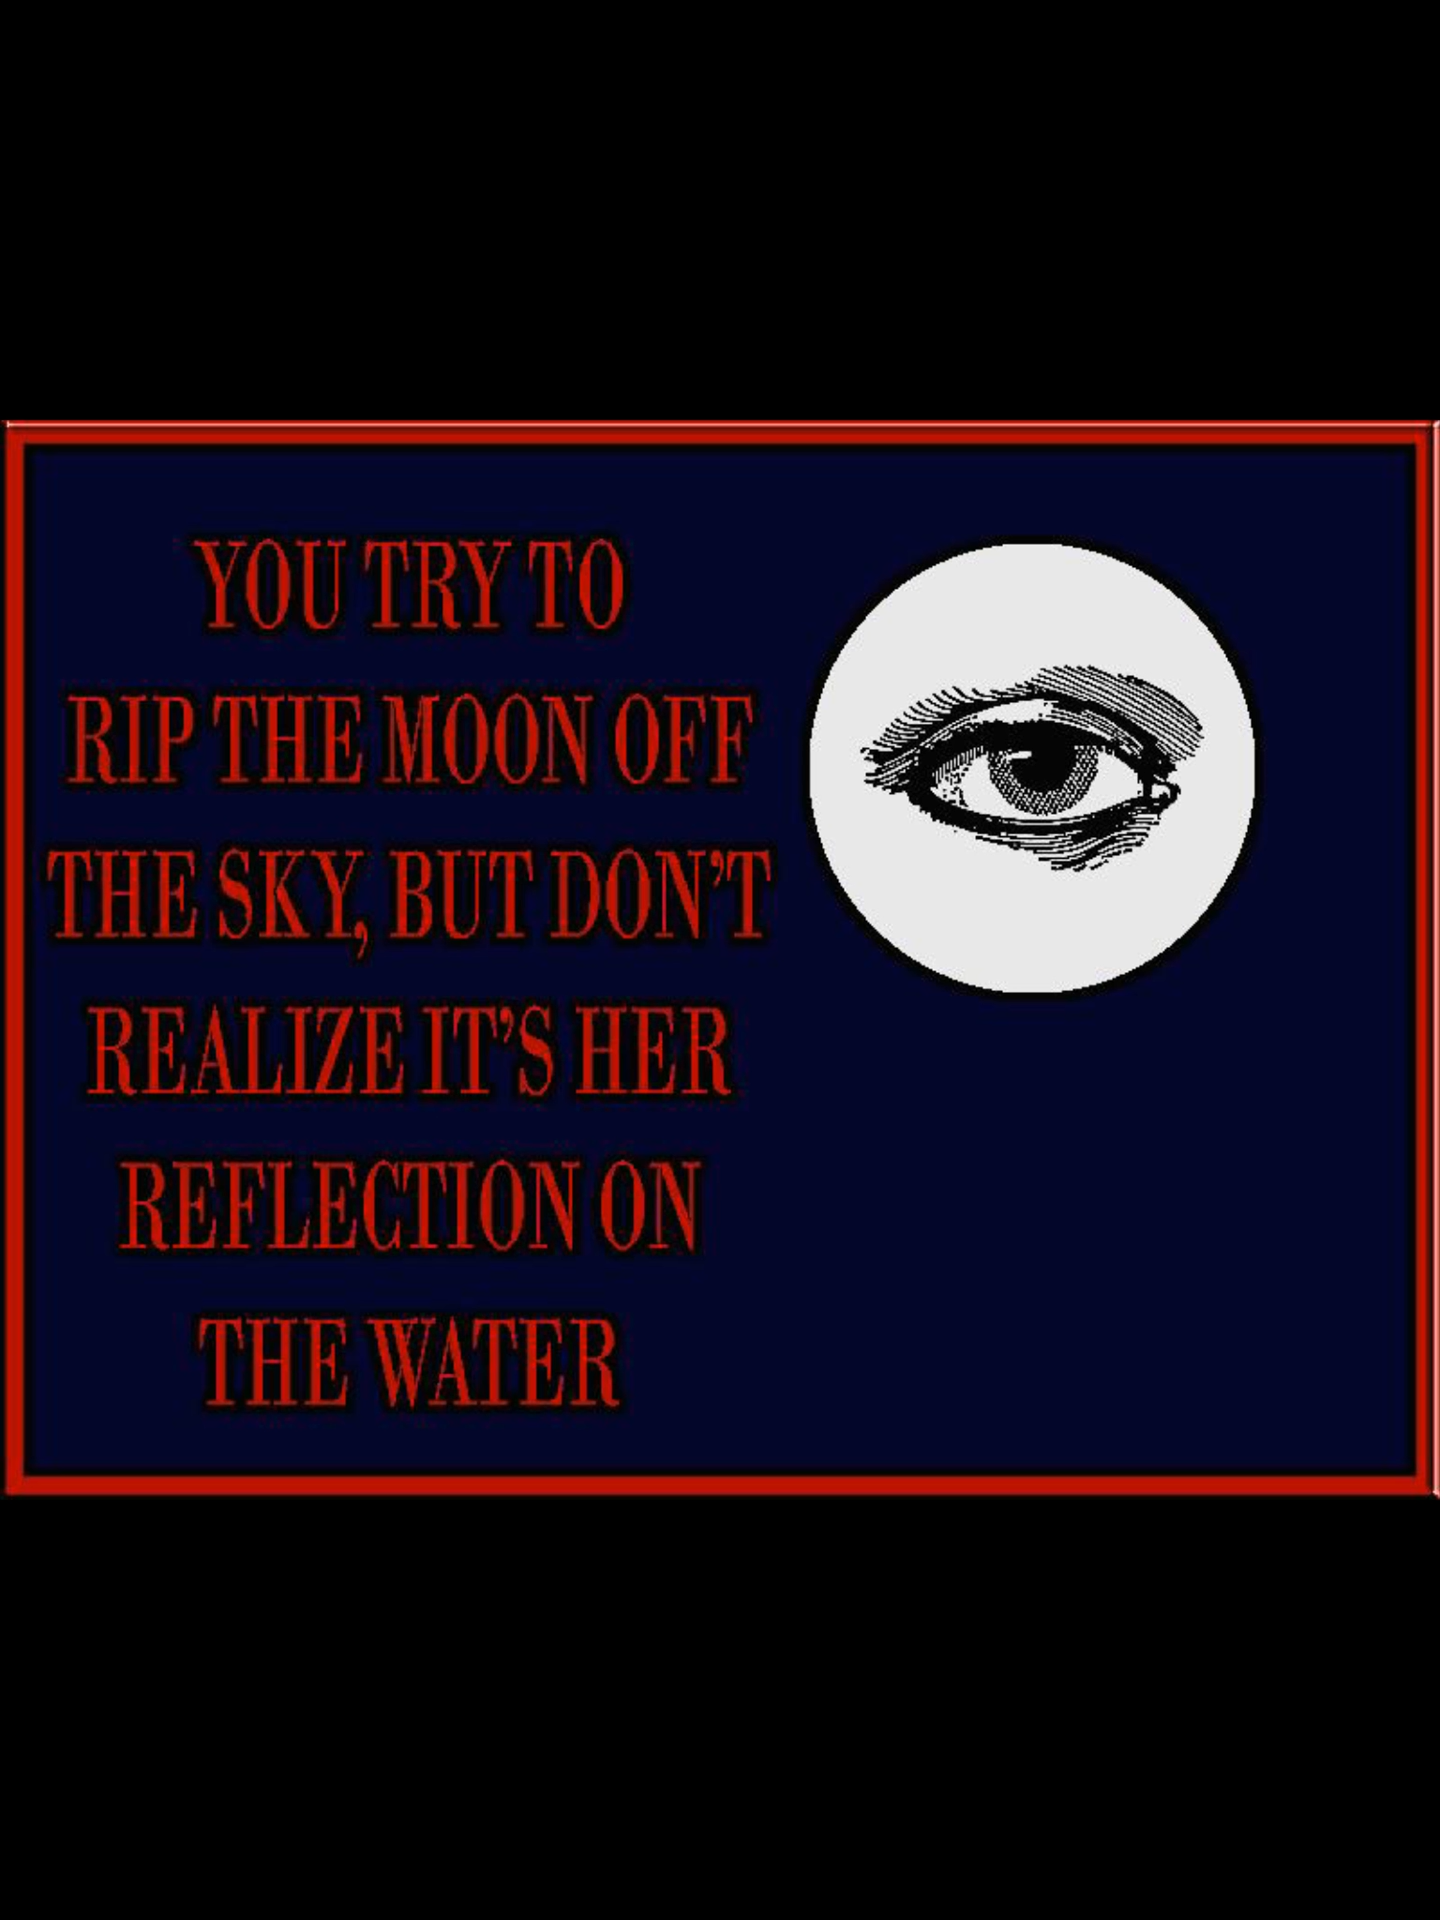 YOU TRY TO
RIP THE MOON OFF
THE SKY, BUT DON’T
REALIZE IT’S HER
REFLECTION ON
THE WATER